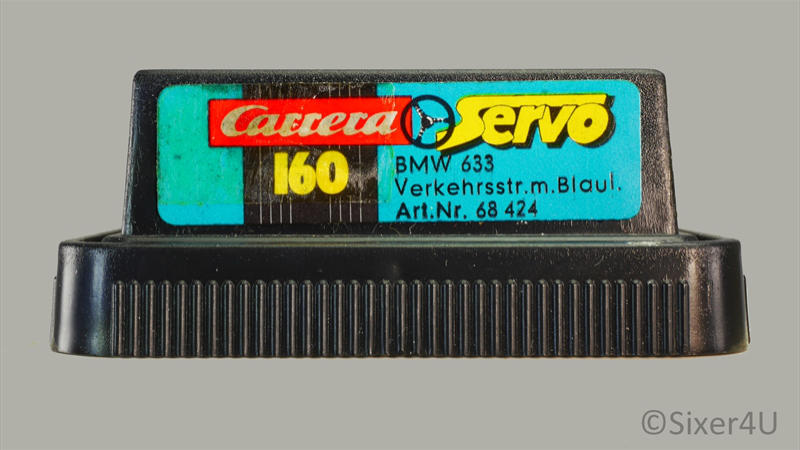 Carrera Servo
160
BMW 633
Verkehrsstr.m.Blaul.
Art.Nr. 68 424
©Sixer4U